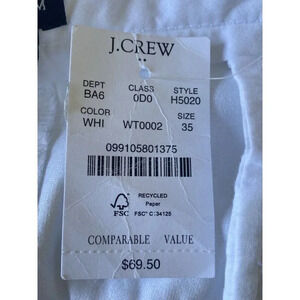 M
J.CREW
DEPT CLASS STYLE
BA6 0D0 H5020
COLOR SIZE
WHI WT0002 35
099105801375
RECYCLED
Paper
FSC FSC® C134125
COMPARABLE VALUE
$69.50